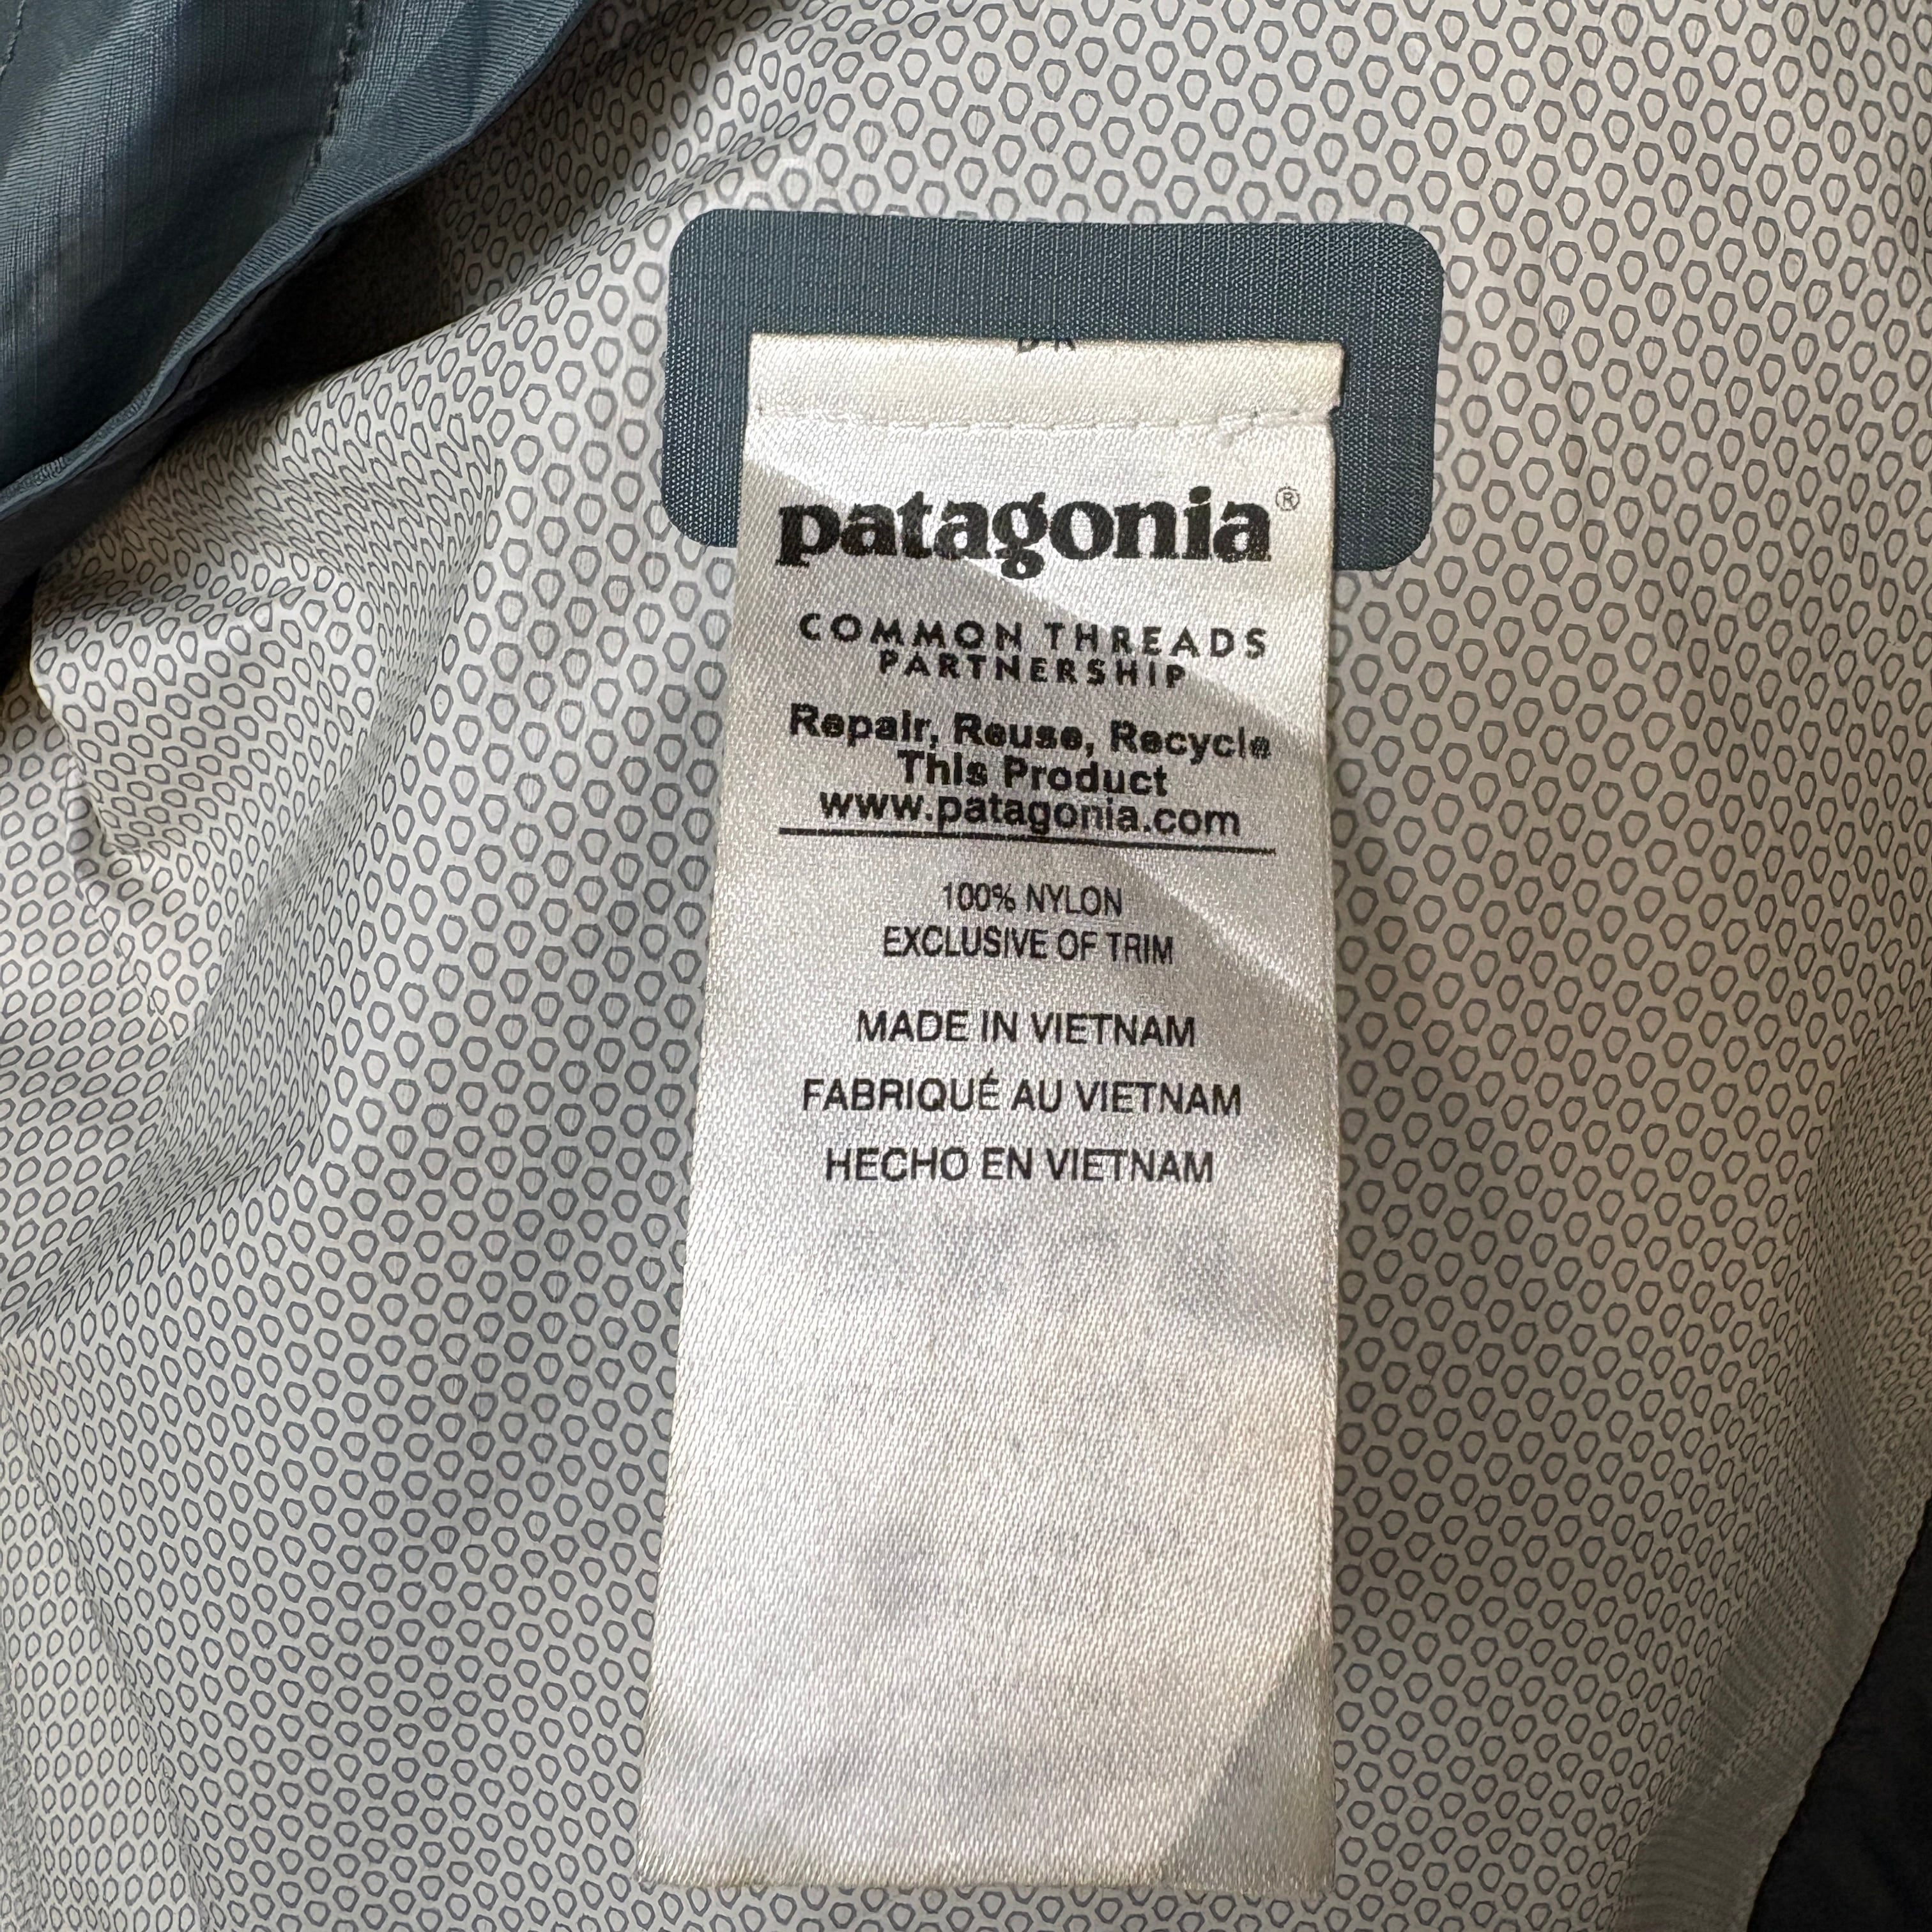 patagonia®
COMMON THREADS
PARTNERSHIP
Repair, Reuse, Recycle
This Product
www.patagonia.com
100% NYLON
EXCLUSIVE OF TRIM
MADE IN VIETNAM
FABRIQUÉ AU VIETNAM
HECHO EN VIETNAM